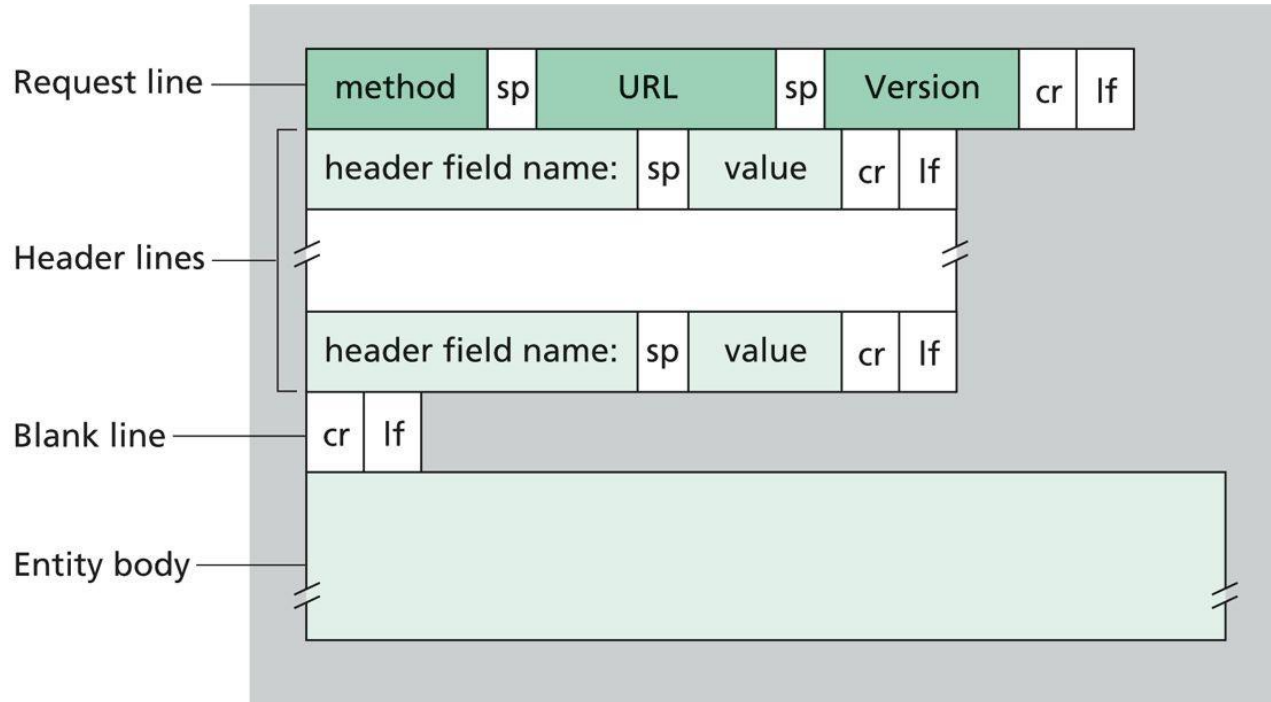 Request line
method sp URL sp Version cr lf
header field name: sp value cr lf
Header lines
header field name: sp value cr lf
Blank line
cr lf
Entity body